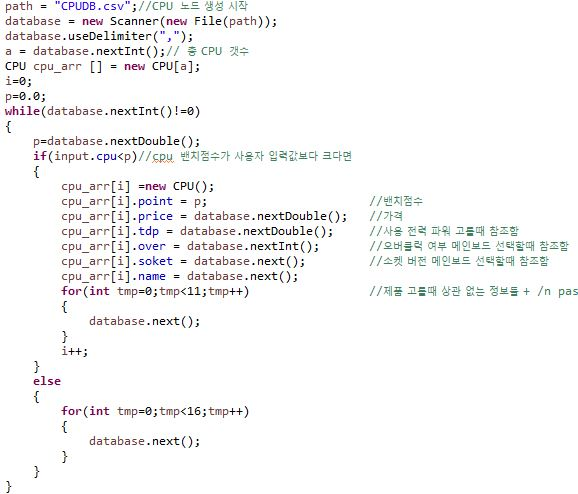 path = "CPUDB.csv";//CPU 노드 생성 시작
database = new Scanner(new File(path));
database.useDelimiter(",");
a = database.nextInt();// 총 CPU 갯수
CPU cpu_arr [] = new CPU[a];
i=0;
p=0.0;
while(database.nextInt()!=0)
{
    p=database.nextDouble();
    if(input.cpu<p)//cpu 벤치점수가 사용자 입력값보다 크다면
    {
        cpu_arr[i] =new CPU();
        cpu_arr[i].point = p;                       //벤치점수
        cpu_arr[i].price = database.nextDouble();   //가격
        cpu_arr[i].tdp = database.nextDouble();     //사용 전력 파워 고를때 참조함
        cpu_arr[i].over = database.nextInt();       //오버클럭 여부 메인보드 선택할때 참조함
        cpu_arr[i].soket = database.next();         //소켓 버전 메인보드 선택할때 참조함
        cpu_arr[i].name = database.next();
        for(int tmp=0;tmp<11;tmp++)                 //제품 고를때 상관 없는 정보들 + /n pas
        {
            database.next();
        }
        i++;
    }
    else
    {
        for(int tmp=0;tmp<16;tmp++)
        {
            database.next();
        }
    }
}